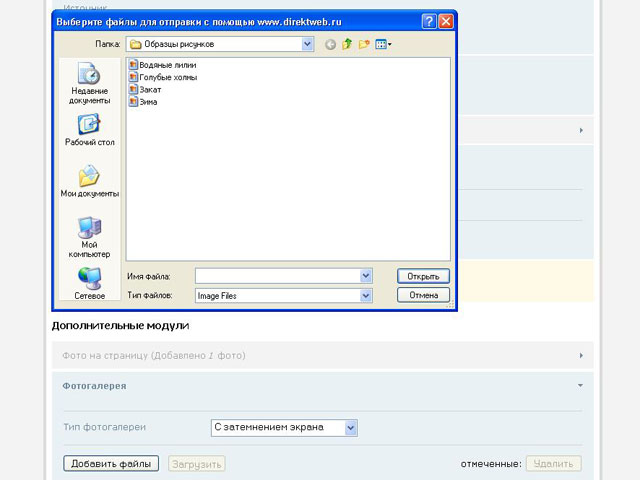 Источник
Выберите файлы для отправки с помощью www.direktweb.ru
Папка: Образцы рисунков
Водяные лилии
Голубые холмы
Закат
Зима
Недавние документы
Рабочий стол
Мои документы
Мой компьютер
Сетевое
Имя файла: Открыть
Тип файлов: Image Files Отмена
Дополнительные модули
Фото на страницу (Добавлено 1 фото)
Фотогалерея
Тип фотогалереи С затемнением экрана
Добавить файлы Загрузить отмеченные: Удалить